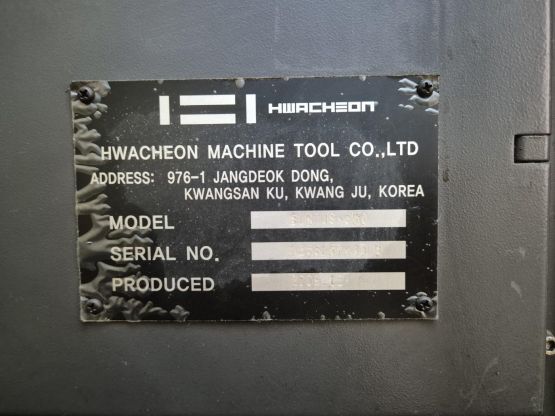 HWACHEON
HWACHEON MACHINE TOOL CO.,LTD
ADDRESS: 976-1 JANGDEOK DONG,
KWANGSAN KU, KWANG JU, KOREA
MODEL
SERIAL NO.
PRODUCED